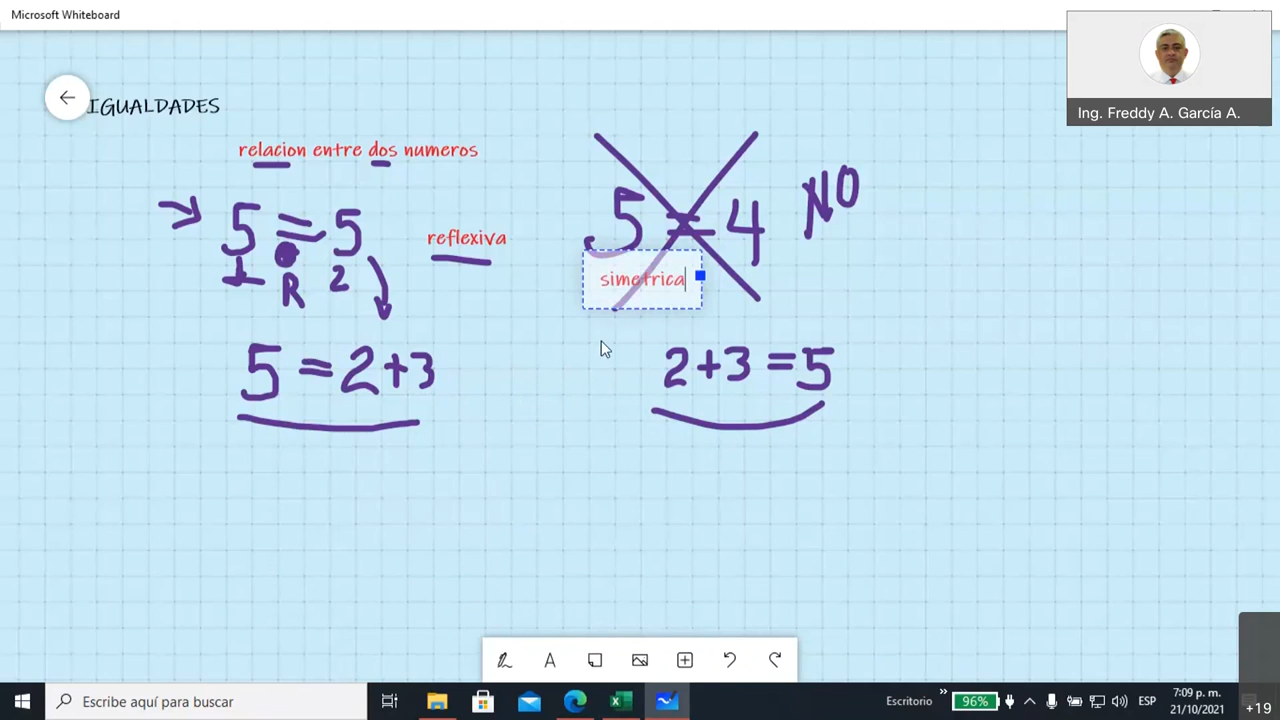 Microsoft Whiteboard
IGUALDADES
relacion entre dos numeros
5 = 5
1 R 2
reflexiva
5 = 4 NO
simetrica
5 = 2+3
2+3 = 5
Ing. Freddy A. García A.
Escribe aquí para buscar
Escritorio
96%
ESP
7:09 p. m.
21/10/2021
+19